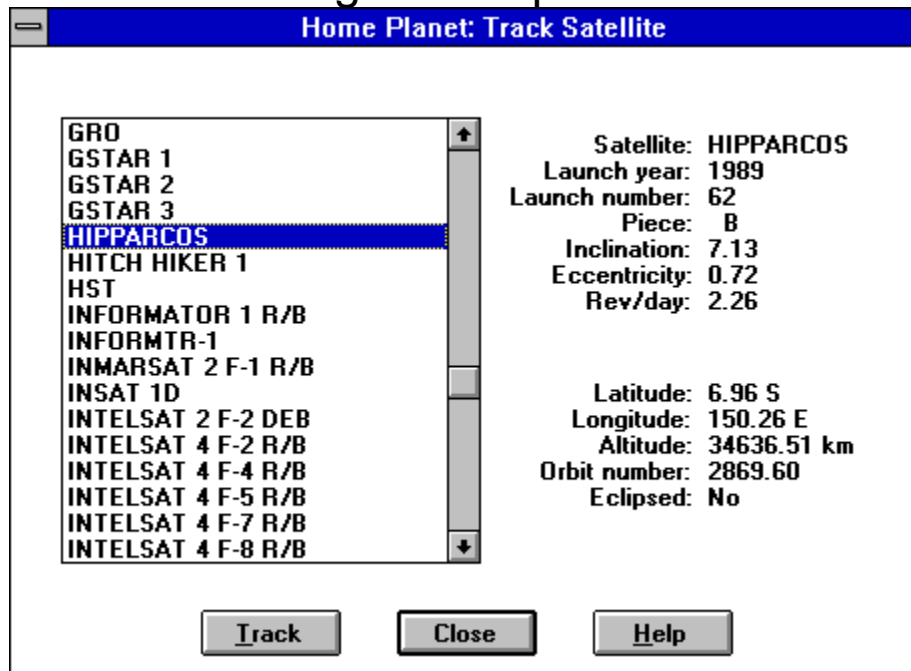 Home Planet: Track Satellite
GRO
GSTAR 1
GSTAR 2
GSTAR 3
HIPPARCOS
HITCH HIKER 1
HST
INFORMATOR 1 R/B
INFORMTR-1
INMARSAT 2 F-1 R/B
INSAT 1D
INTELSAT 2 F-2 DEB
INTELSAT 4 F-2 R/B
INTELSAT 4 F-4 R/B
INTELSAT 4 F-5 R/B
INTELSAT 4 F-7 R/B
INTELSAT 4 F-8 R/B
Satellite: HIPPARCOS
Launch year: 1989
Launch number: 62
Piece: B
Inclination: 7.13
Eccentricity: 0.72
Rev/day: 2.26
Latitude: 6.96 S
Longitude: 150.26 E
Altitude: 34636.51 km
Orbit number: 2869.60
Eclipsed: No
Track Close Help